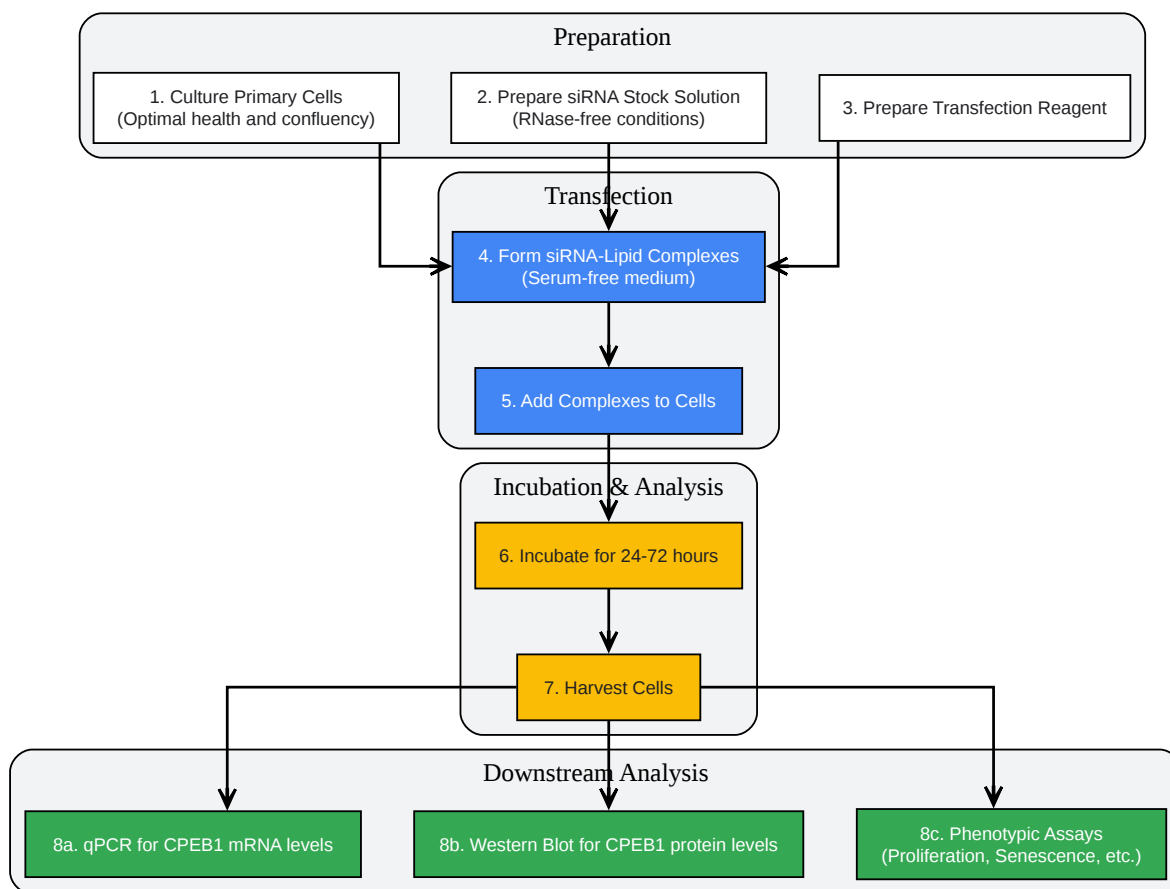 Preparation
1. Culture Primary Cells
(Optimal health and confluency)
2. Prepare siRNA Stock Solution
(RNase-free conditions)
3. Prepare Transfection Reagent
Transfection
4. Form siRNA-Lipid Complexes
(Serum-free medium)
5. Add Complexes to Cells
Incubation & Analysis
6. Incubate for 24-72 hours
7. Harvest Cells
Downstream Analysis
8a. qPCR for CPEB1 mRNA levels
8b. Western Blot for CPEB1 protein levels
8c. Phenotypic Assays
(Proliferation, Senescence, etc.)